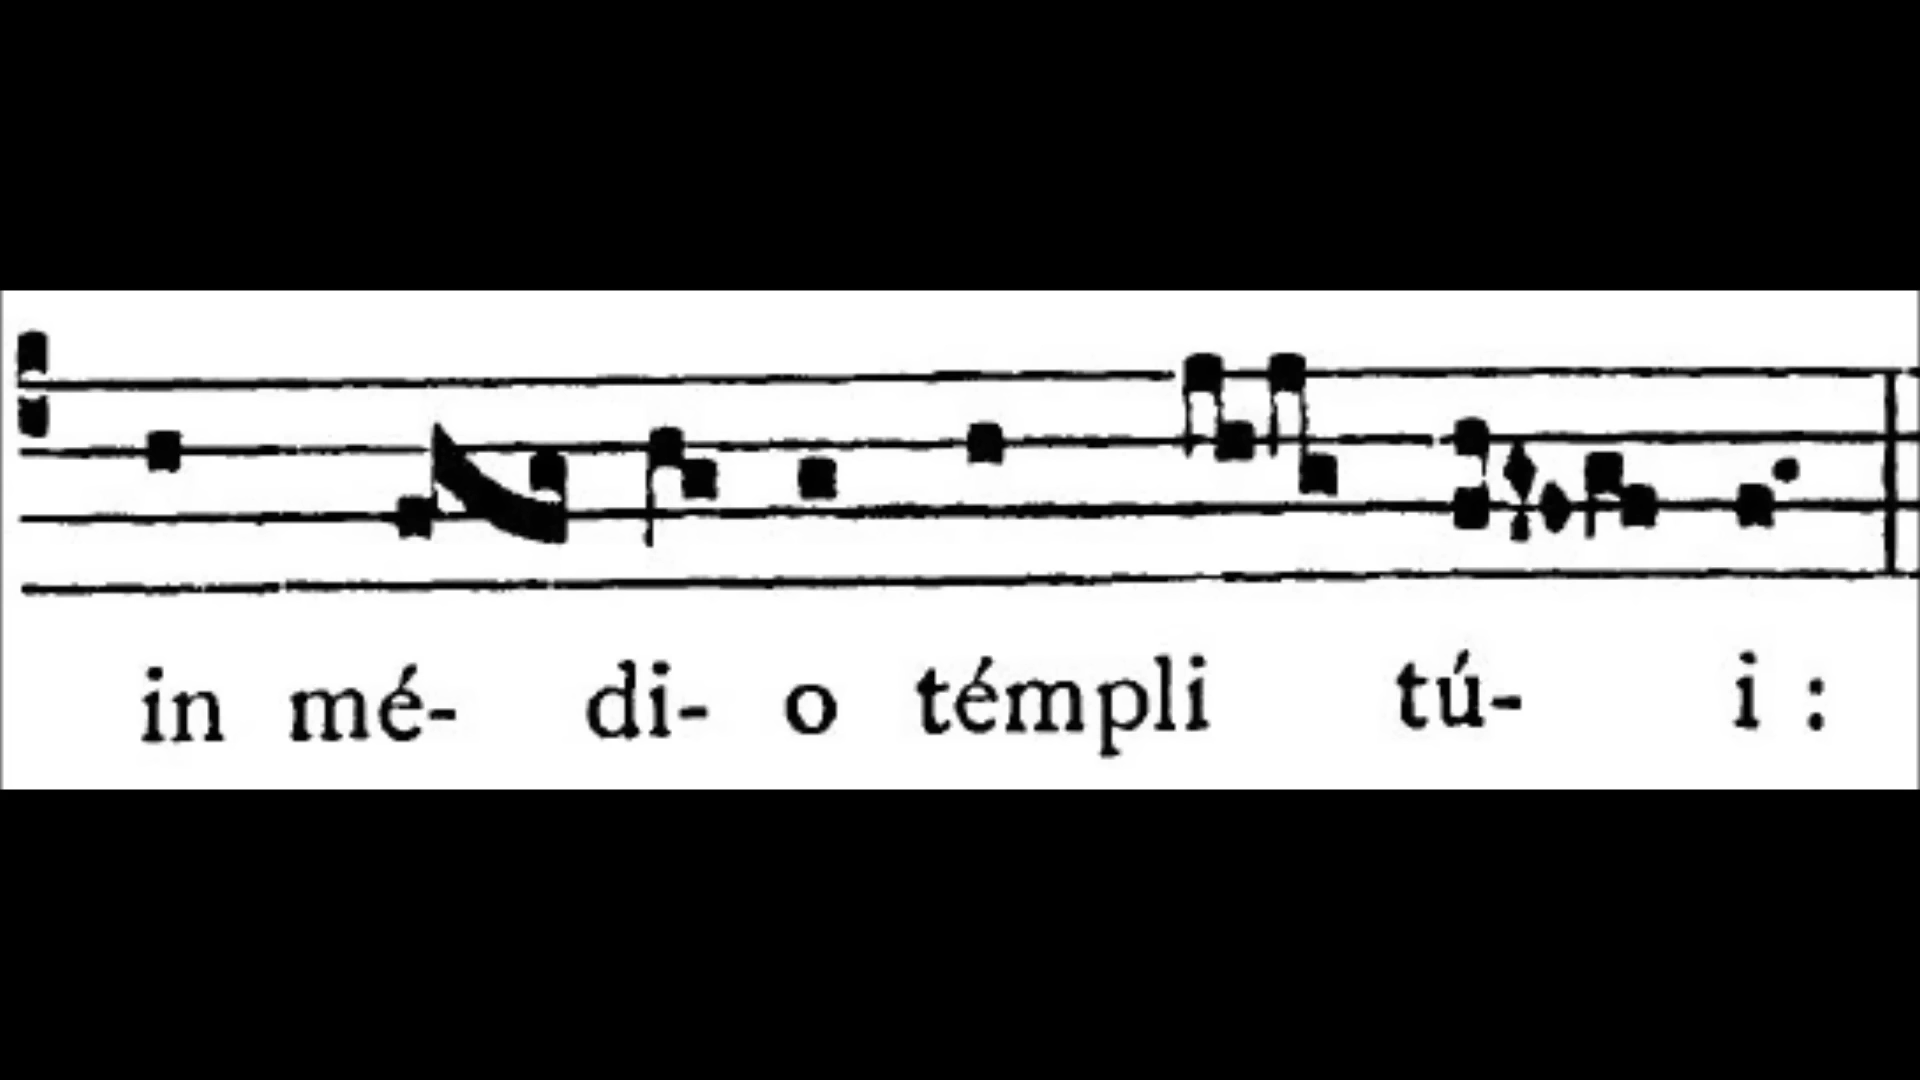 in mé- di- o témpli tú- i :